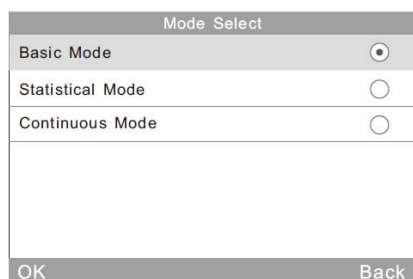 Mode Select
Basic Mode
Statistical Mode
Continuous Mode
OK Back